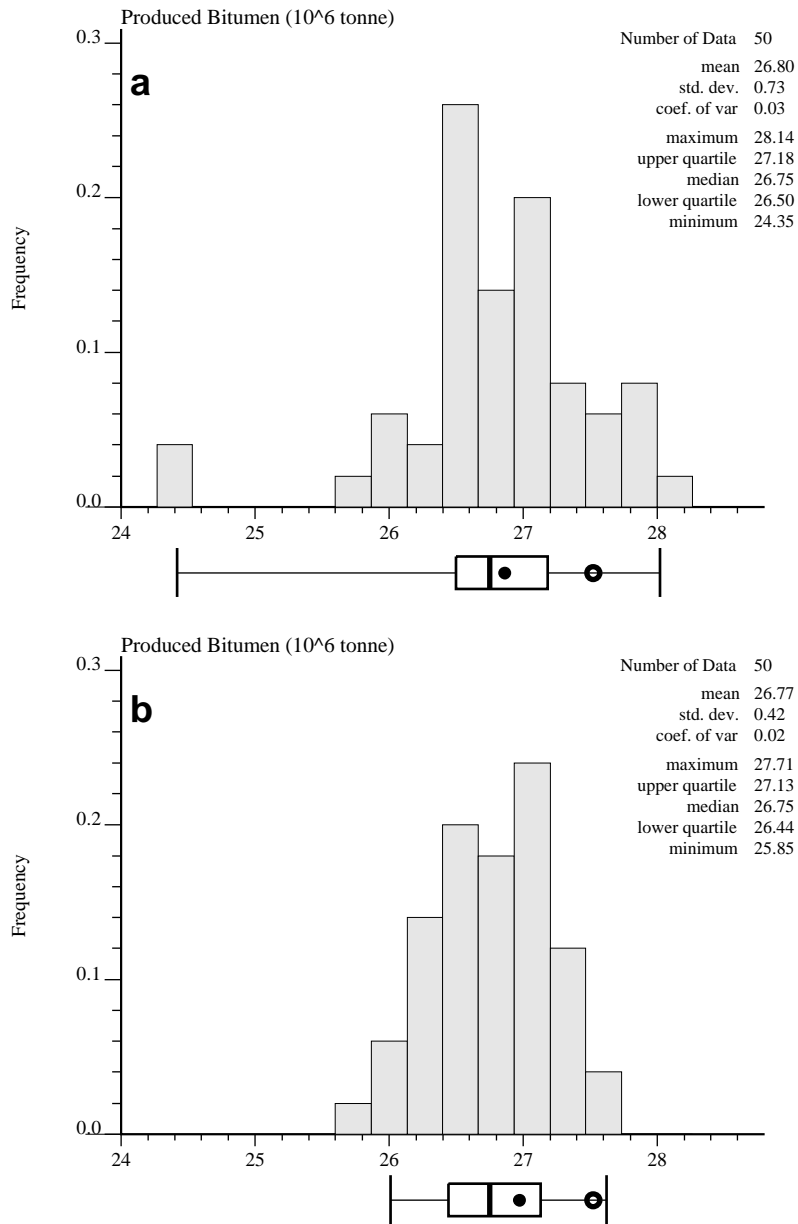 Produced Bitumen (10^6 tonne)
a
Number of Data 50
mean 26.80
std. dev. 0.73
coef. of var 0.03
maximum 28.14
upper quartile 27.18
median 26.75
lower quartile 26.50
minimum 24.35
Frequency
0.3
0.2
0.1
0.0
24 25 26 27 28
Produced Bitumen (10^6 tonne)
b
Number of Data 50
mean 26.77
std. dev. 0.42
coef. of var 0.02
maximum 27.71
upper quartile 27.13
median 26.75
lower quartile 26.44
minimum 25.85
Frequency
0.3
0.2
0.1
0.0
24 25 26 27 28